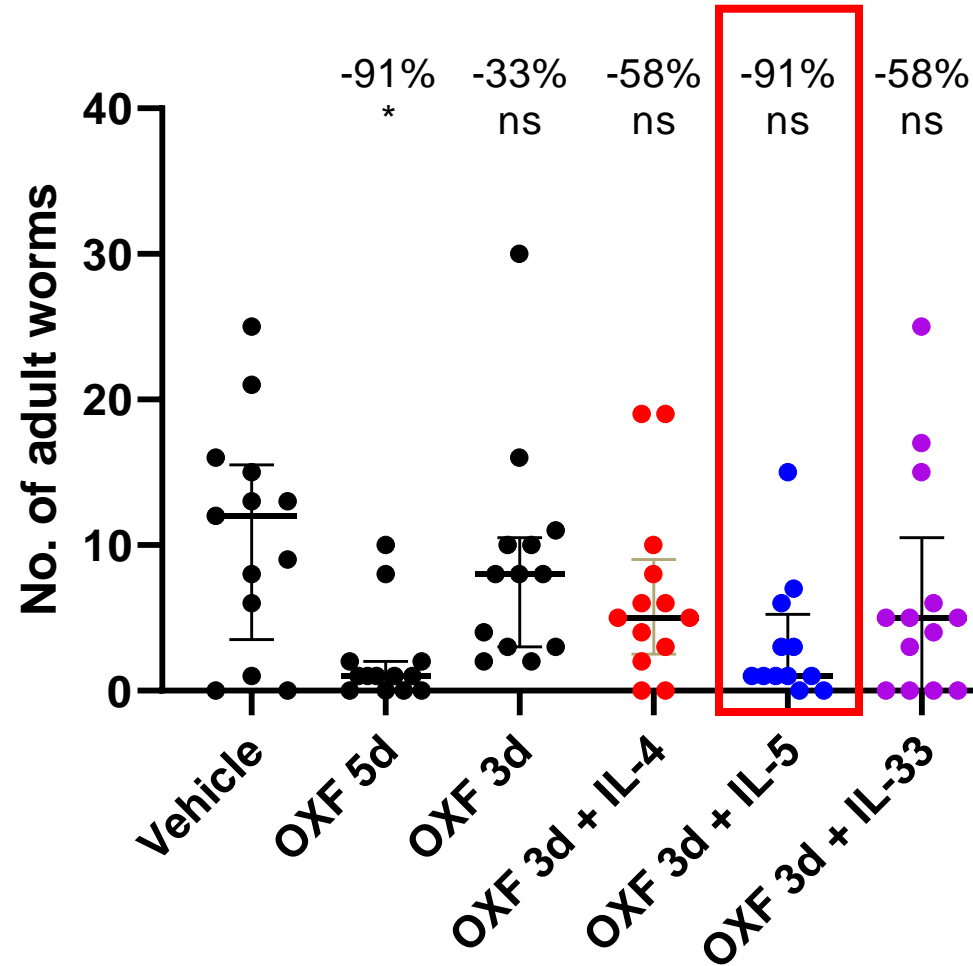 -91% -33% -58% -91% -58%
* ns ns ns ns
40
30
20
10
0
No. of adult worms
Vehicle
OXF 5d
OXF 3d
OXF 3d + IL-4
OXF 3d + IL-5
OXF 3d + IL-33